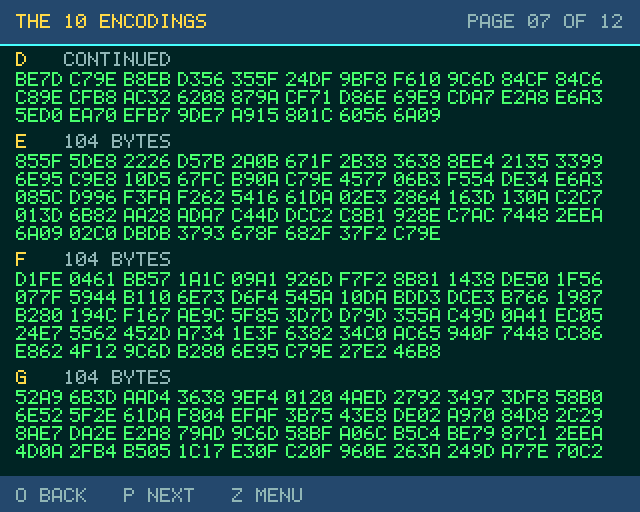 THE 10 ENCODINGS PAGE 07 OF 12
D CONTINUED
BE7D C79E B8EB D356 355F 24DF 9BF8 F610 9C6D 84CF 84C6
C89E CFB8 AC32 6208 879A CF71 D86E 69E9 CDA7 E2A8 E6A3
5ED0 EA70 EFB7 9DE7 A915 801C 6056 6A09
E 104 BYTES
855F 5DE8 2226 D57B 2A0B 671F 2B38 3638 8EE4 2135 3399
6E95 C9E8 10D5 67FC B90A C79E 4577 06B3 F554 DE34 E6A3
085C D996 F3FA F262 5416 61DA 02E3 2864 163D 130A C2C7
013D 6B82 AA28 ADA7 C44D DCC2 C8B1 928E C7AC 7448 2EEA
6A09 02C0 DBDB 3793 678F 682F 37F2 C79E
F 104 BYTES
D1FE 0461 BB57 1A1C 09A1 926D F7F2 8B81 1438 DE50 1F56
077F 5944 B110 6E73 D6F4 545A 10DA BDD3 DCE3 B766 1987
B280 194C F167 AE9C 5F85 3D7D D79D 355A C49D 0A41 EC05
24E7 5562 452D A734 1E3F 6382 34C0 AC65 940F 7448 CC86
E862 4F12 9C6D B280 6E95 C79E 27E2 46B8
G 104 BYTES
52A9 6B3D AAD4 3638 9EF4 0120 4AED 2792 3497 3DF8 58B0
6E52 5F2E 61DA F804 EFAF 3B75 43E8 DE02 A970 84D8 2C29
8AE7 DA2E E2A8 79AD 9C6D 58BF A06C B5C4 BE79 87C1 2EEA
4D0A 2FB4 B505 1C17 E30F C20F 960E 263A 249D A77E 70C2
O BACK P NEXT Z MENU